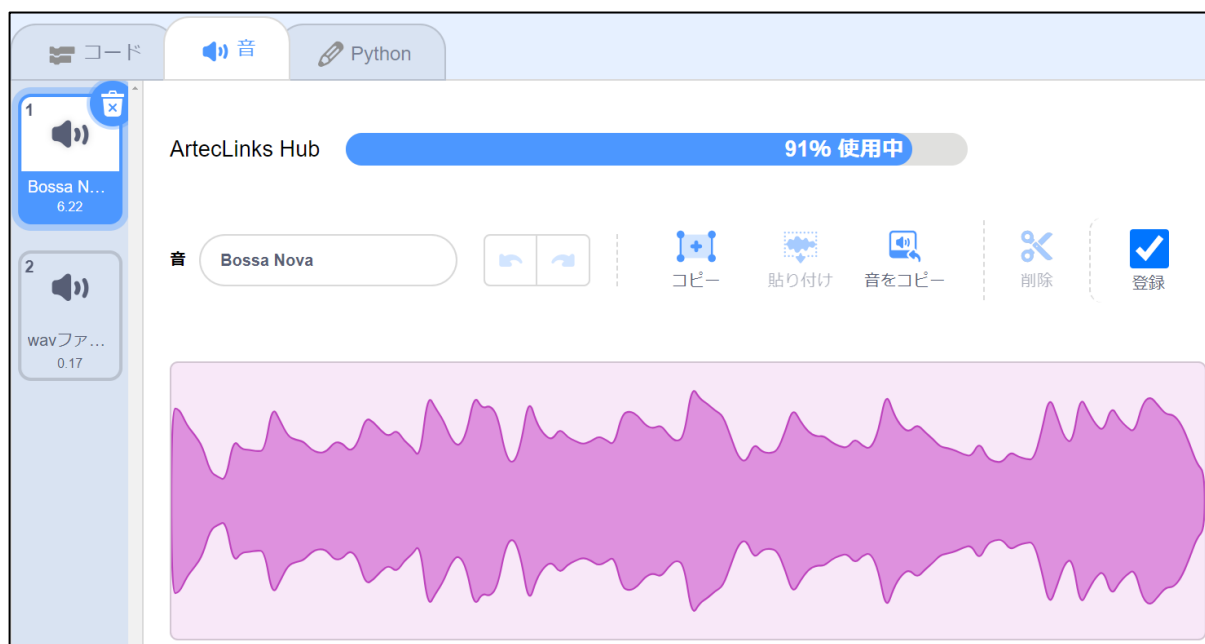 コード
音
Python
1
Bossa N...
6.22
2
wavファ...
0.17
ArtecLinks Hub
91% 使用中
音
Bossa Nova
コピー
貼り付け
音をコピー
削除
登録